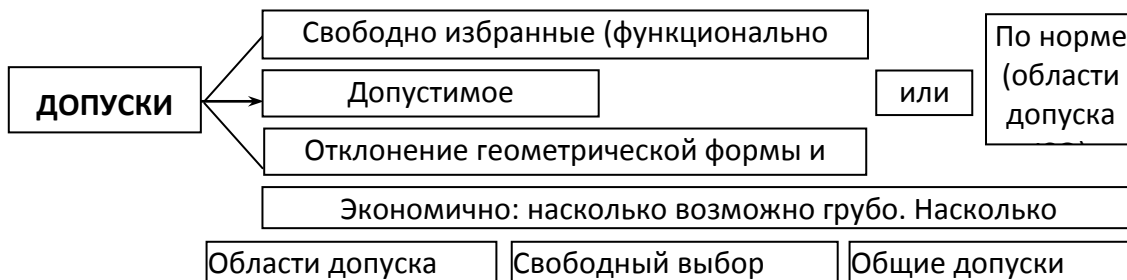 Свободно избранные (функционально
ДОПУСКИ
Допустимое
или
По норме
(области
допуска
Отклонение геометрической формы и
Экономично: насколько возможно грубо. Насколько
Области допуска
Свободный выбор
Общие допуски